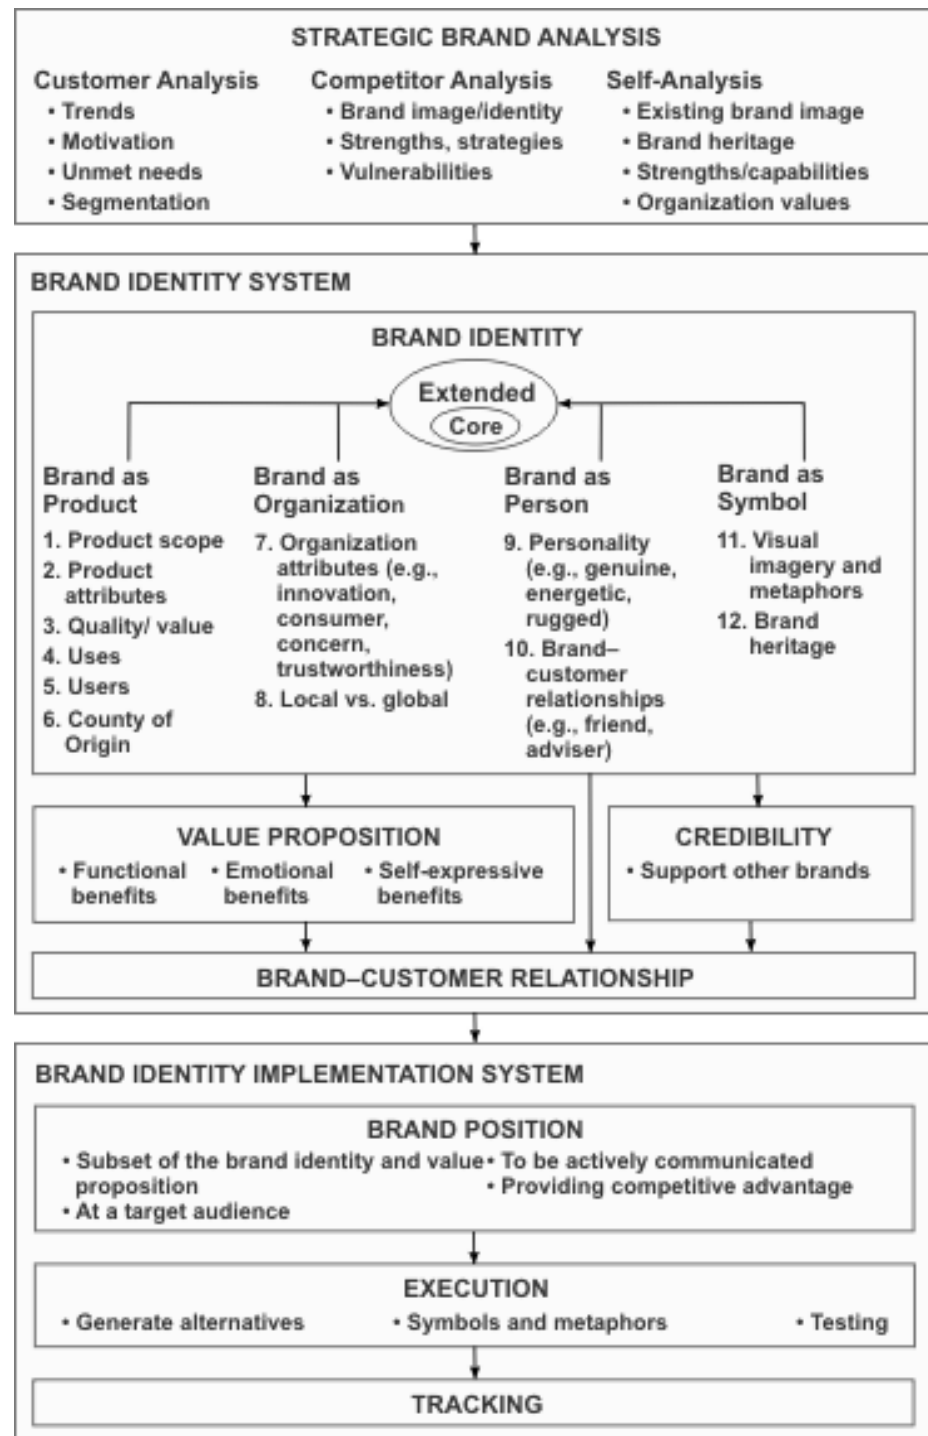 STRATEGIC BRAND ANALYSIS
Customer Analysis
• Trends
• Motivation
• Unmet needs
• Segmentation
Competitor Analysis
• Brand image/identity
• Strengths, strategies
• Vulnerabilities
Self-Analysis
• Existing brand image
• Brand heritage
• Strengths/capabilities
• Organization values
BRAND IDENTITY SYSTEM
BRAND IDENTITY
Extended
Core
Brand as
Product
1. Product scope
2. Product
attributes
3. Quality/ value
4. Uses
5. Users
6. County of
Origin
Brand as
Organization
7. Organization
attributes (e.g.,
innovation,
consumer,
concern,
trustworthiness)
8. Local vs. global
Brand as
Person
9. Personality
(e.g., genuine,
energetic,
rugged)
10. Brand–
customer
relationships
(e.g., friend,
adviser)
Brand as
Symbol
11. Visual
imagery and
metaphors
12. Brand
heritage
VALUE PROPOSITION
• Functional
benefits
• Emotional
benefits
• Self-expressive
benefits
CREDIBILITY
• Support other brands
BRAND–CUSTOMER RELATIONSHIP
BRAND IDENTITY IMPLEMENTATION SYSTEM
BRAND POSITION
• Subset of the brand identity and value
proposition
• At a target audience
• To be actively communicated
• Providing competitive advantage
EXECUTION
• Generate alternatives
• Symbols and metaphors
• Testing
TRACKING